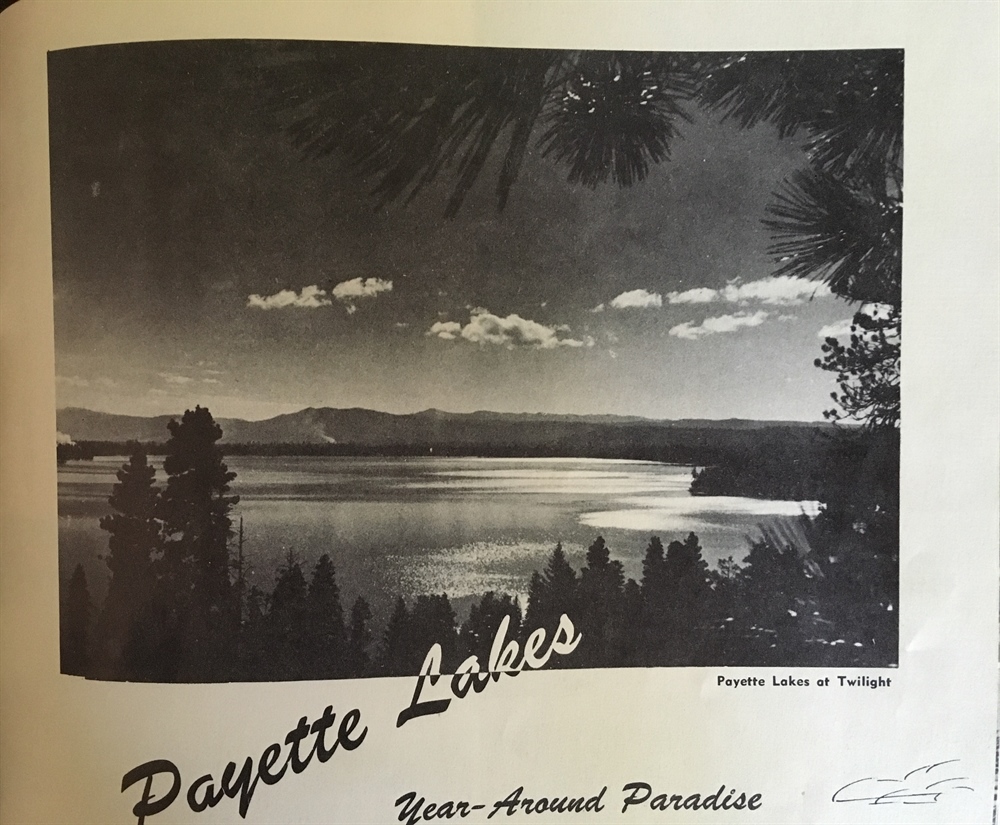 Payette Lakes at Twilight
Payette Lakes
Year-Around Paradise